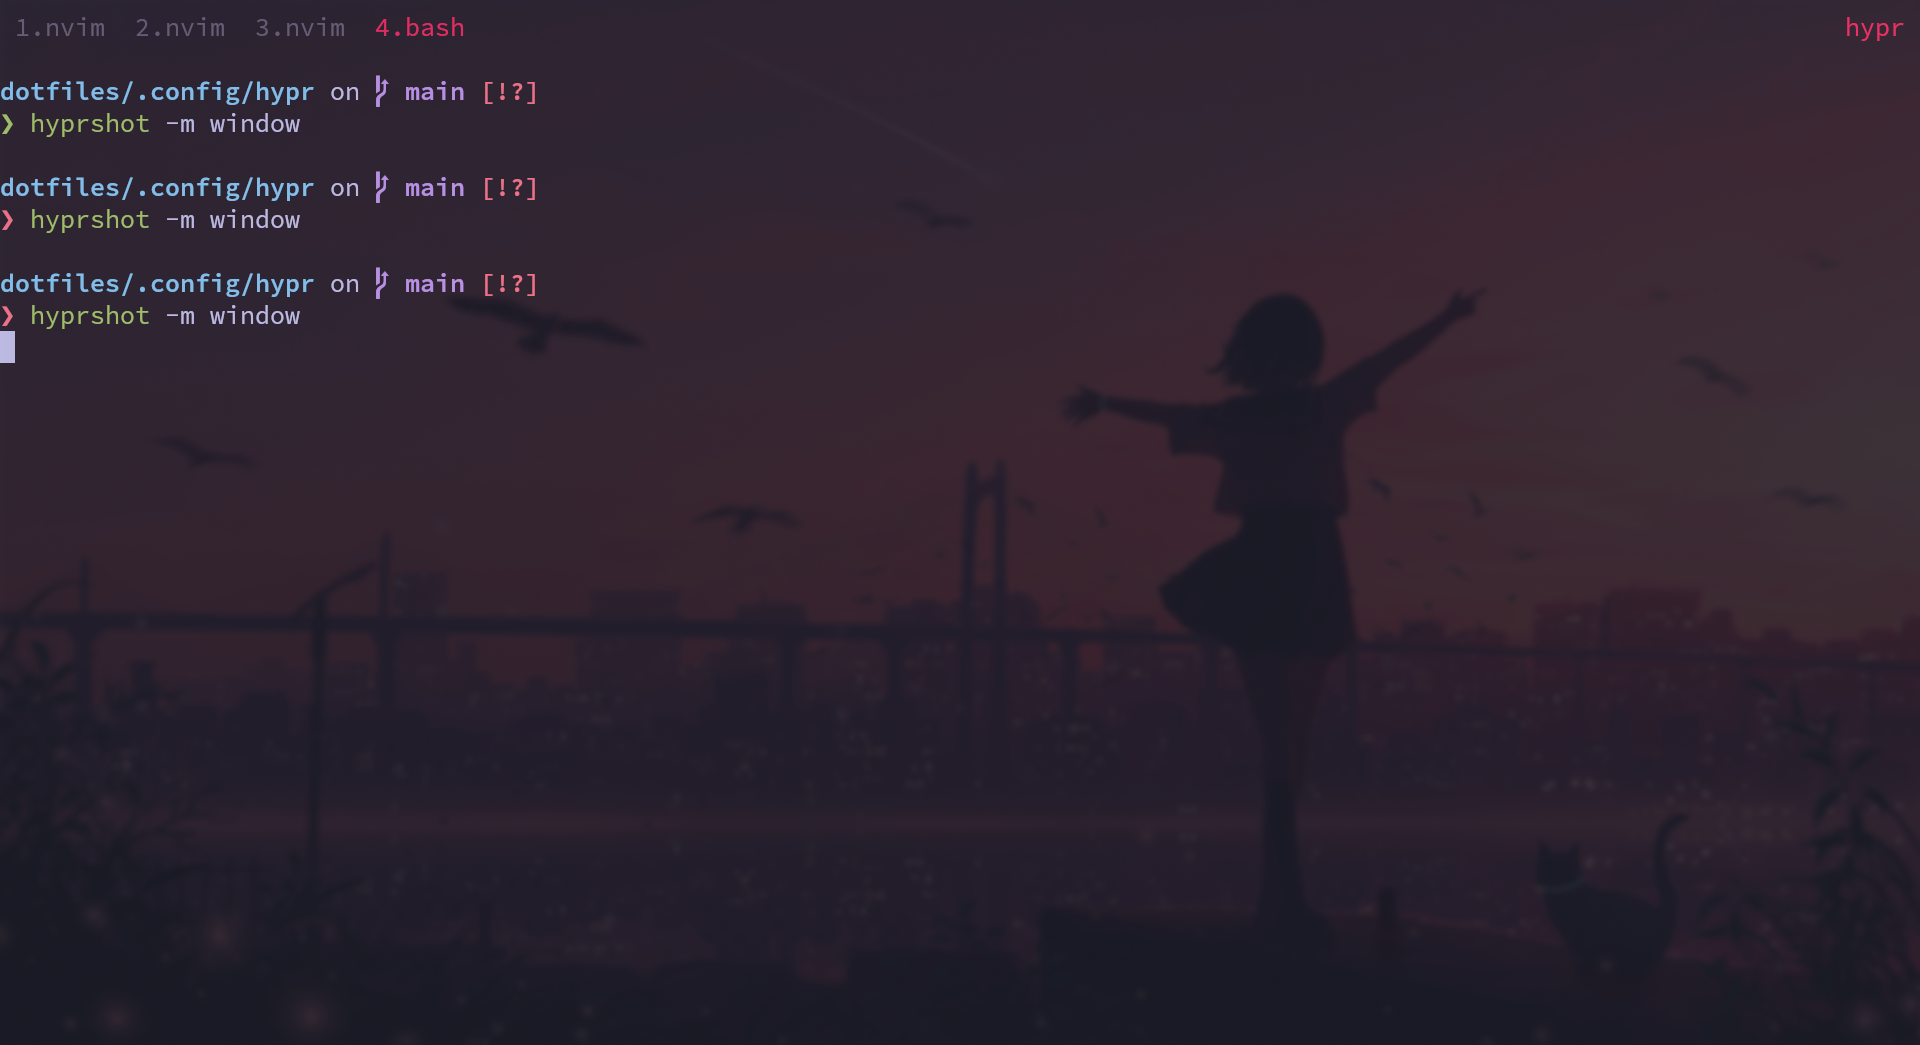 1.nvim 2.nvim 3.nvim 4.bash hypr
dotfiles/.config/hypr on main [!?]
❯ hyprshot -m window
dotfiles/.config/hypr on main [!?]
❯ hyprshot -m window
dotfiles/.config/hypr on main [!?]
❯ hyprshot -m window